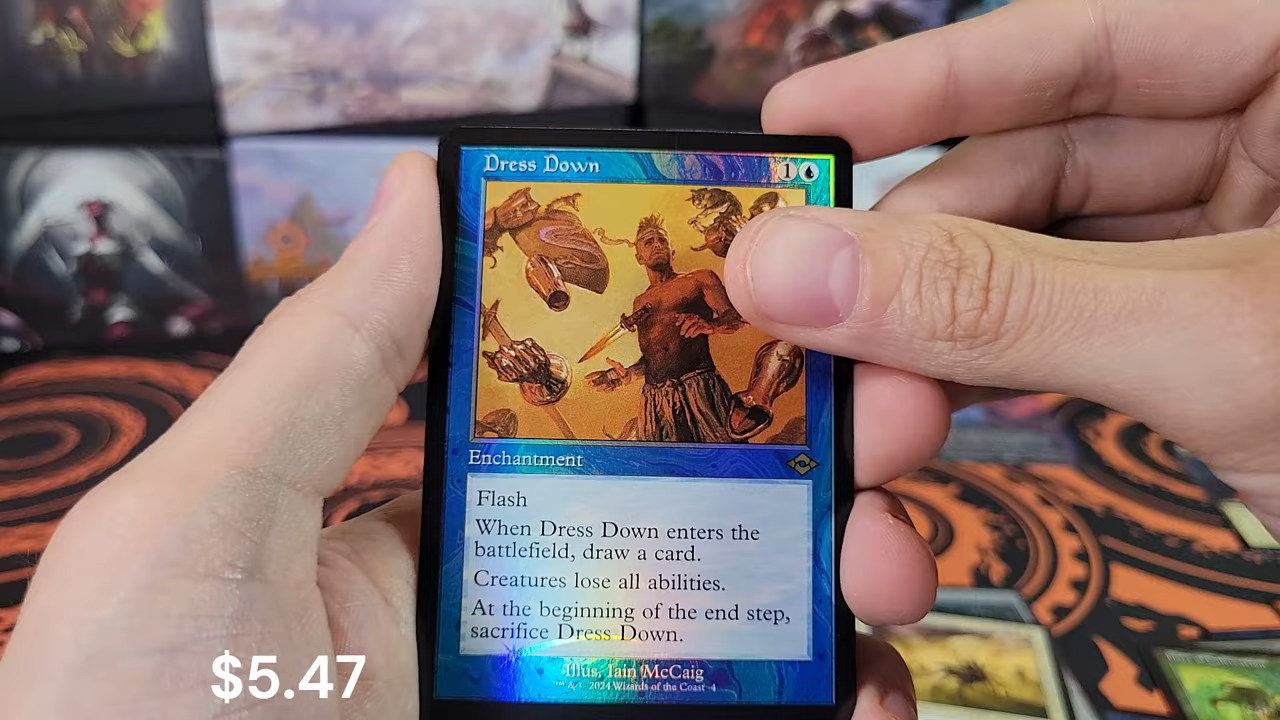 Dress Down
1
Enchantment
Flash
When Dress Down enters the
battlefield, draw a card.
Creatures lose all abilities.
At the beginning of the end step,
sacrifice Dress Down.
Illus. Iain McCaig
2024 Wizards of the Coast
$5.47